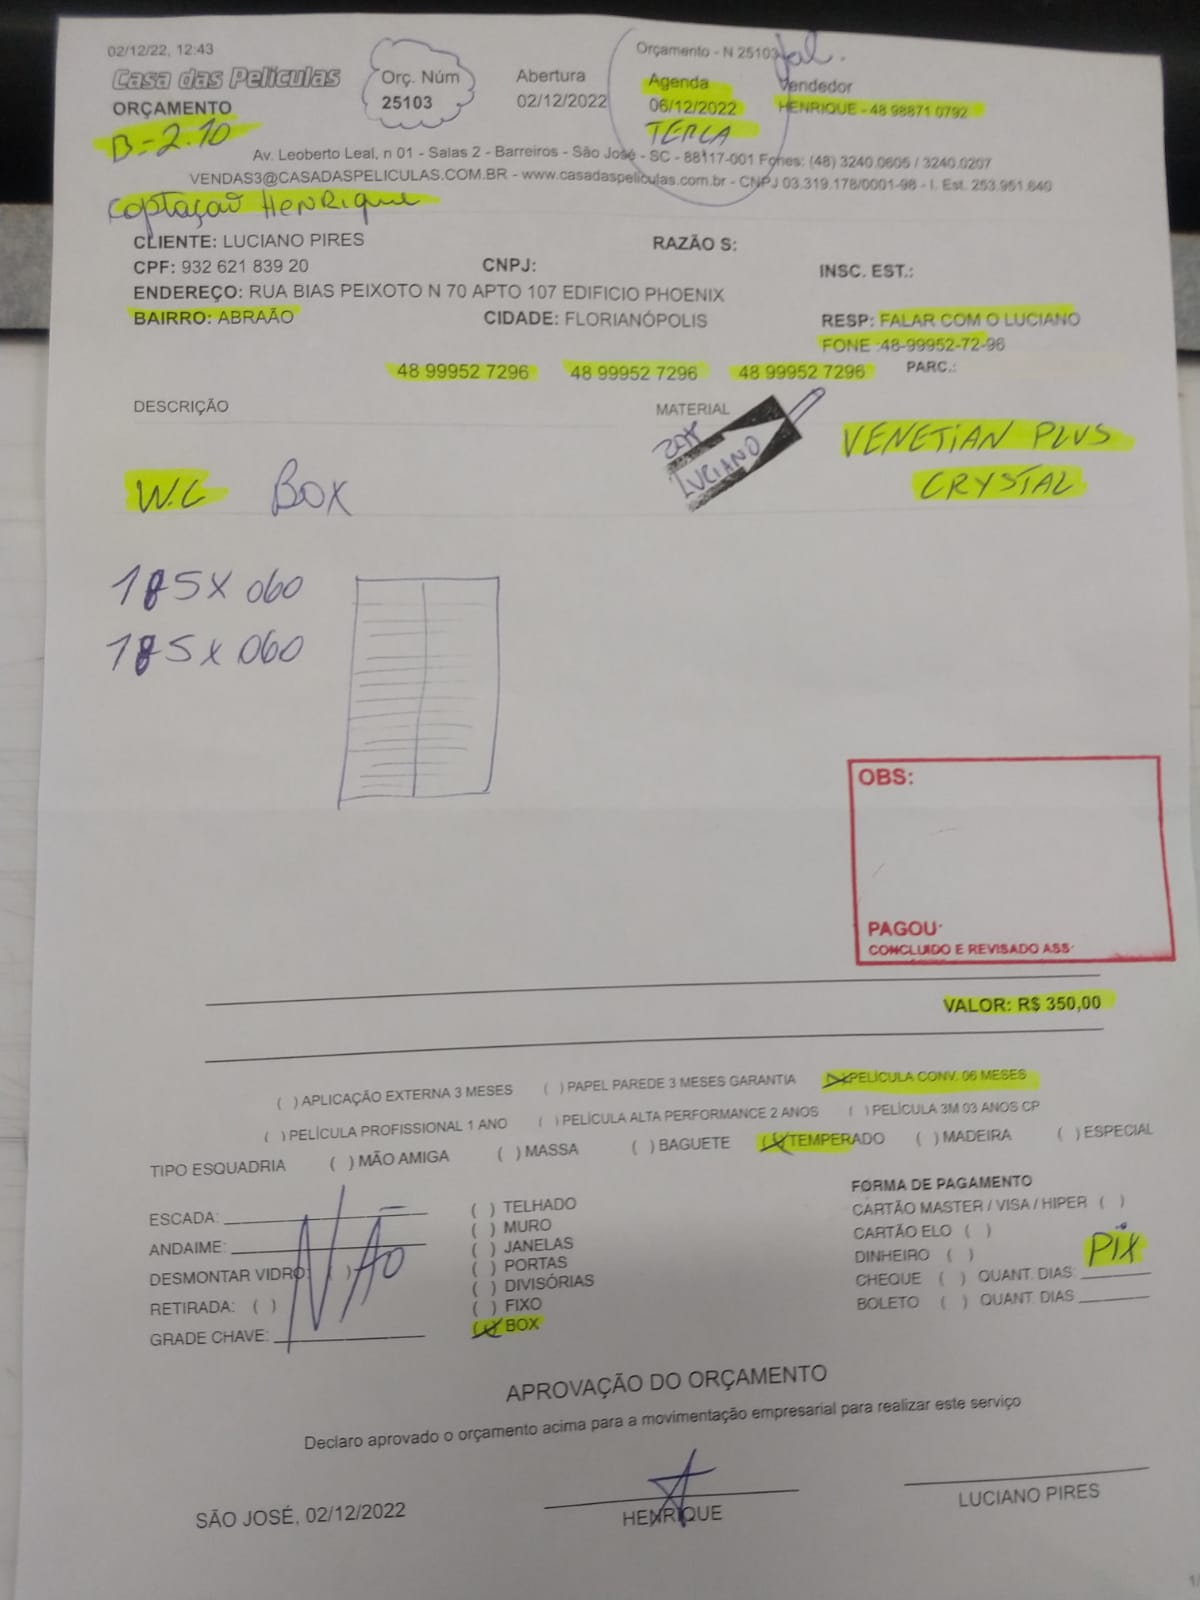 02/12/22, 12:43
Orçamento - N 25103
Casa das Peliculas
ORÇAMENTO
Orç. Núm
25103
Abertura
02/12/2022
Agenda
06/12/2022
TERCA
Vendedor
HENRIQUE - 48 98871 0792
B=2.10
Av. Leoberto Leal, n 01 - Salas 2 - Barreiros - São José - SC - 88117-001 Fones: (48) 3240.0605 / 3240.0207
VENDAS3@CASADASPELICULAS.COM.BR - www.casadaspeliculas.com.br - CNPJ 03.319.178/0001-98 - I. Est. 253.951.640
Captação HENRIQUE
CLIENTE: LUCIANO PIRES
RAZÃO S:
CPF: 932 621 839 20
CNPJ:
INSC. EST.:
ENDEREÇO: RUA BIAS PEIXOTO N 70 APTO 107 EDIFICIO PHOENIX
BAIRRO: ABRAÃO
CIDADE: FLORIANÓPOLIS
RESP: FALAR COM O LUCIANO
FONE :48-99952-72-96
48 99952 7296 48 99952 7296 48 99952 7296
PARC.:
DESCRIÇÃO
MATERIAL
LUCIANO
VENETIAN PLUS
CRYSTAL
W.C BOX
185 X 060
185 X 060
OBS:
PAGOU:
CONCLUIDO E REVISADO ASS:
VALOR: R$ 350,00
( ) APLICAÇÃO EXTERNA 3 MESES ( ) PAPEL PAREDE 3 MESES GARANTIA (X) PELÍCULA CONV. 06 MESES
( ) PELÍCULA PROFISSIONAL 1 ANO ( ) PELÍCULA ALTA PERFORMANCE 2 ANOS ( ) PELÍCULA 3M 03 ANOS CP
TIPO ESQUADRIA ( ) MÃO AMIGA ( ) MASSA ( ) BAGUETE (X) TEMPERADO ( ) MADEIRA ( ) ESPECIAL
ESCADA:
ANDAIME:
DESMONTAR VIDRO: ( )
RETIRADA: ( )
GRADE CHAVE:
NÃO
( ) TELHADO
( ) MURO
( ) JANELAS
( ) PORTAS
( ) DIVISÓRIAS
( ) FIXO
(X) BOX
FORMA DE PAGAMENTO
CARTÃO MASTER / VISA / HIPER ( )
CARTÃO ELO ( )
DINHEIRO ( )
PIX
CHEQUE ( ) QUANT. DIAS:
BOLETO ( ) QUANT. DIAS
APROVAÇÃO DO ORÇAMENTO
Declaro aprovado o orçamento acima para a movimentação empresarial para realizar este serviço
SÃO JOSÉ, 02/12/2022
HENRIQUE
LUCIANO PIRES